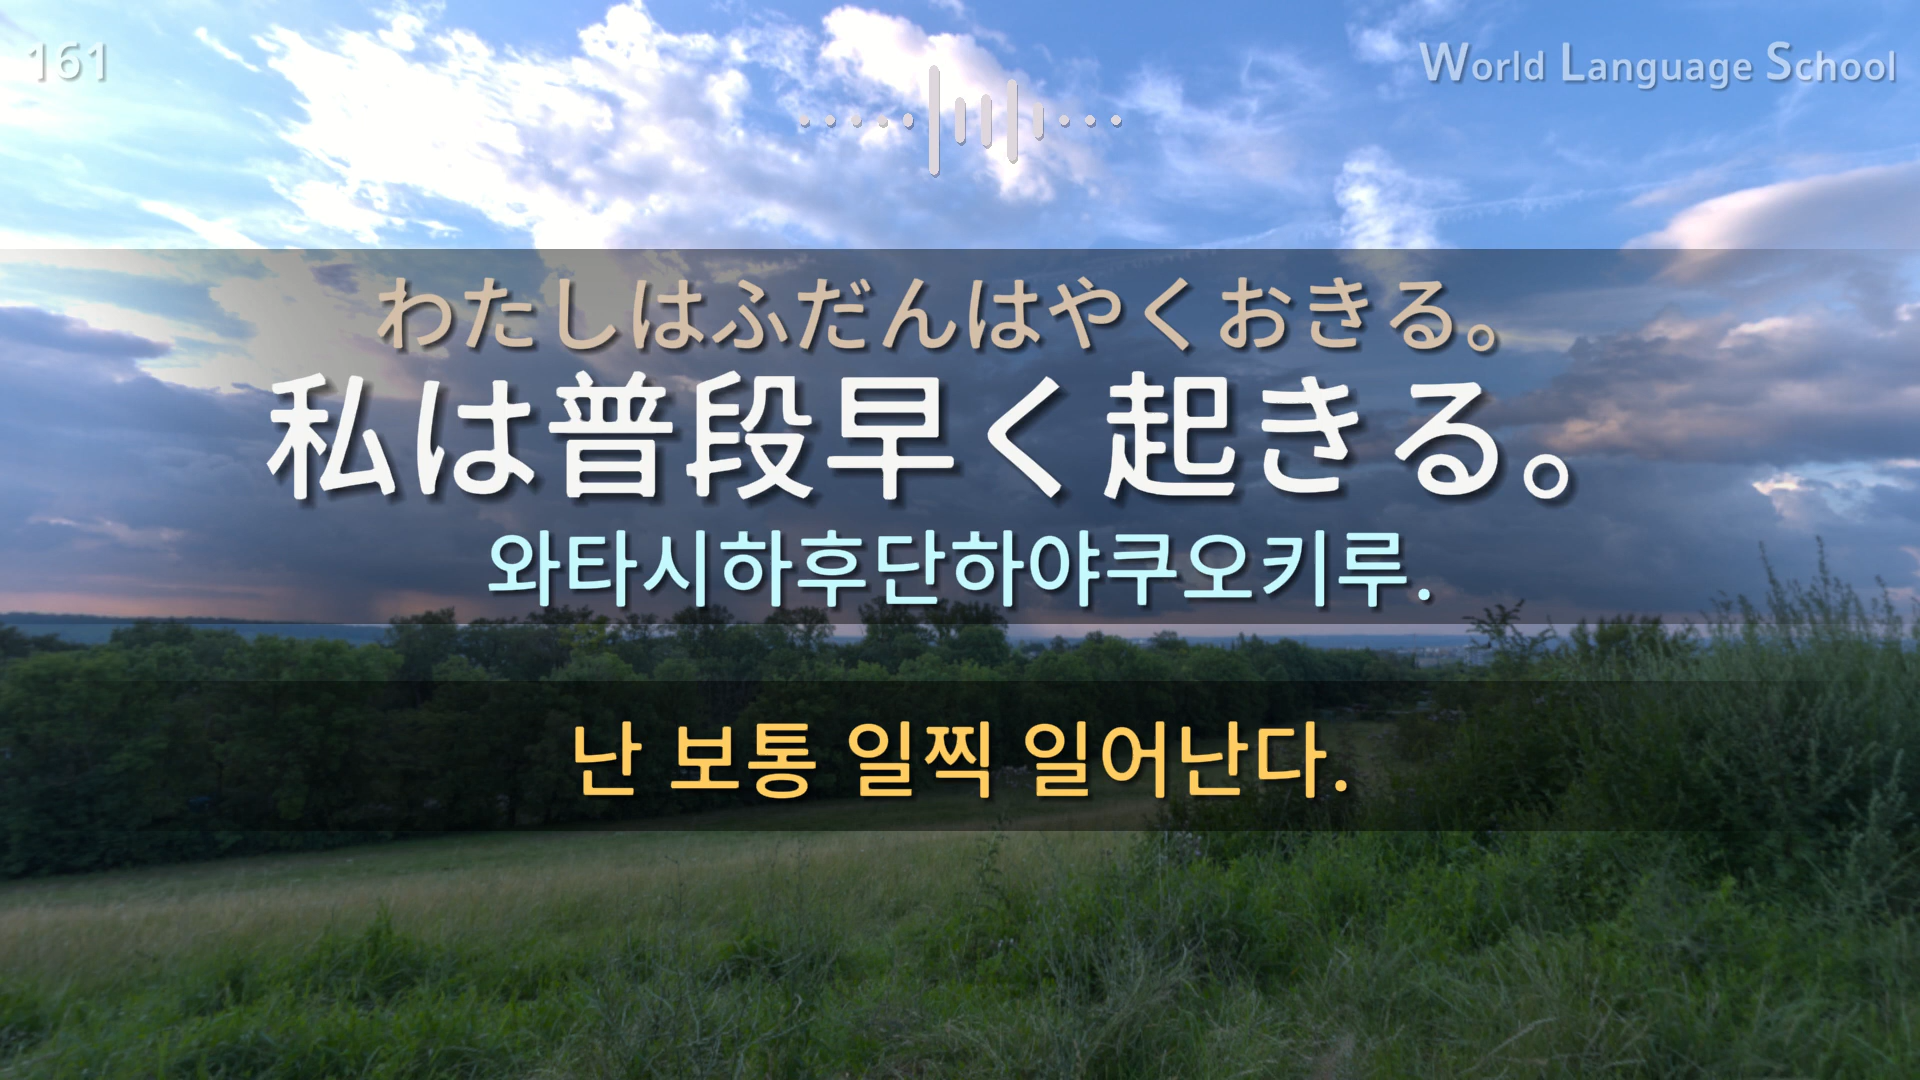 161
World Language School
わたしはふだんはやくおきる。
私は普段早く起きる。
와타시하후단하야쿠오키루.
난 보통 일찍 일어난다.